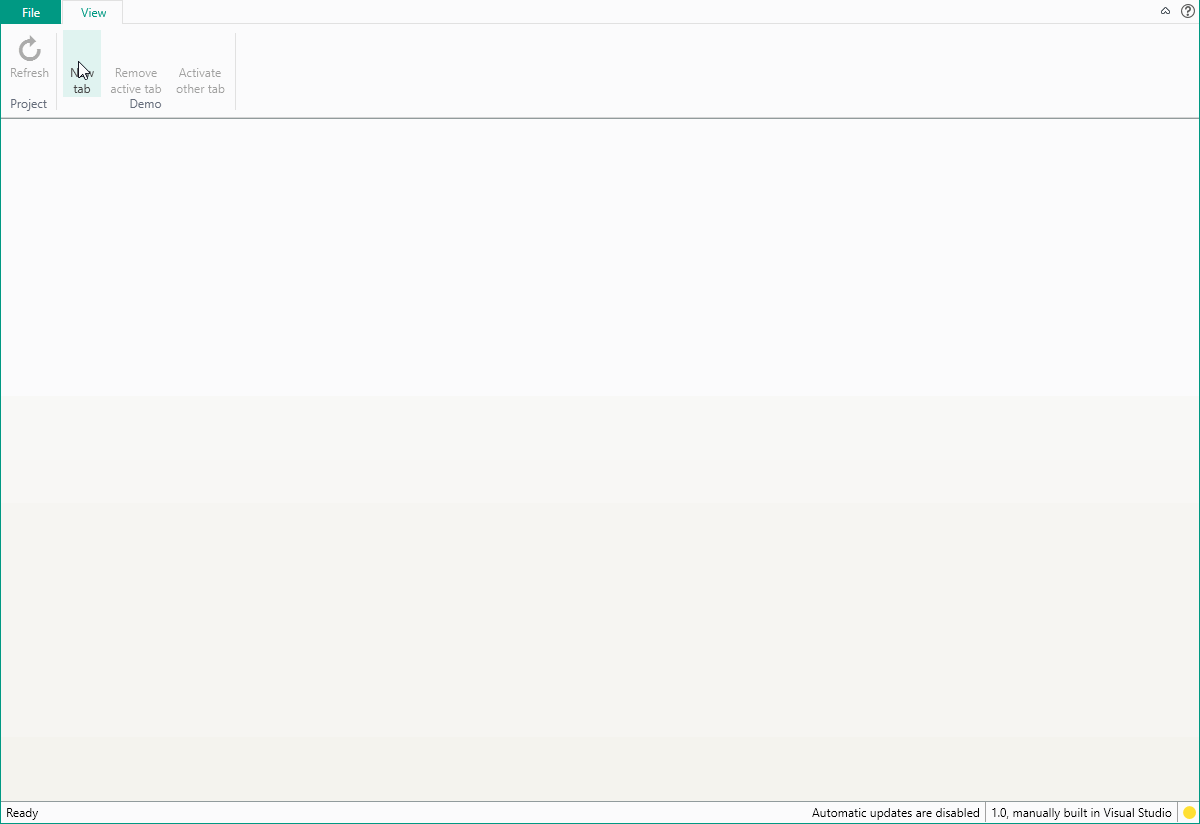 File View
Refresh
New
tab
Remove
active tab
Activate
other tab
Project
Demo
Ready
Automatic updates are disabled
1.0, manually built in Visual Studio